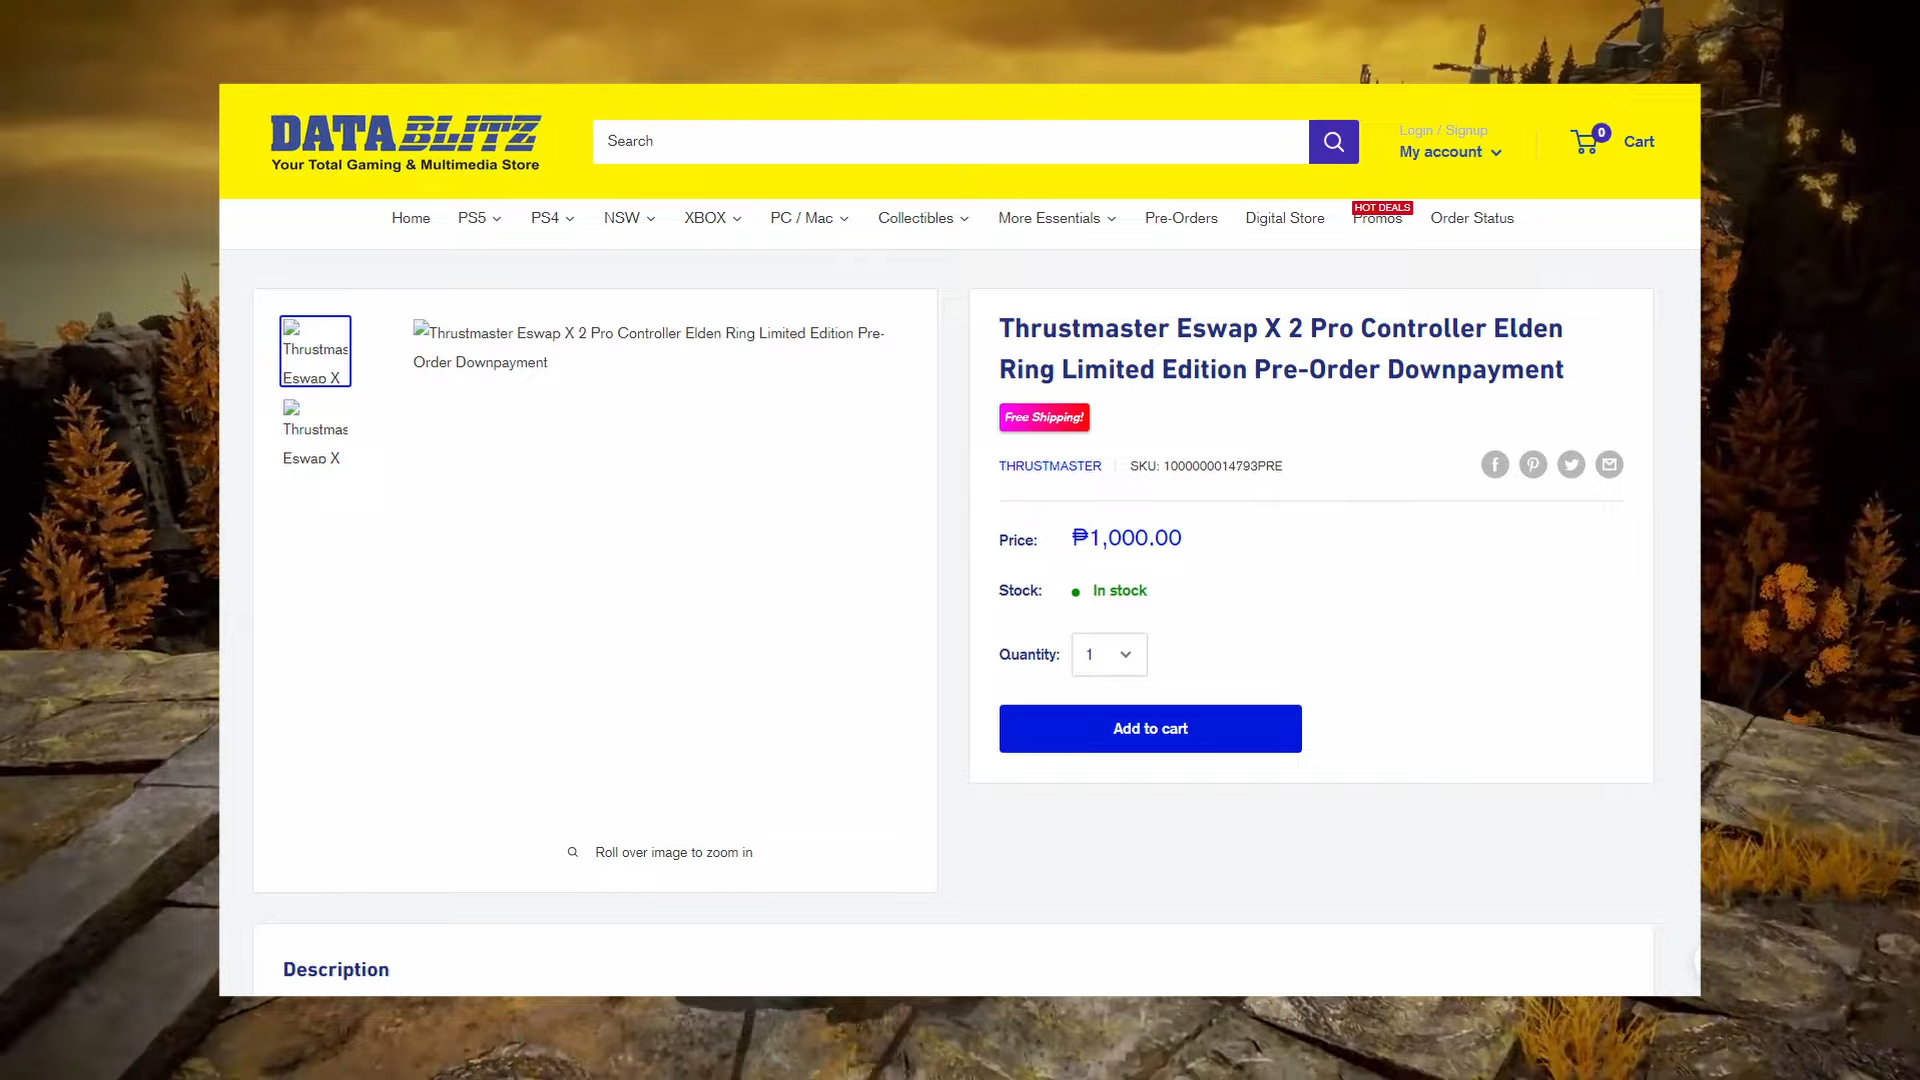 DATABLITZ
Your Total Gaming & Multimedia Store
Search
Login / Signup
My account
0
Cart
Home
PS5
PS4
NSW
XBOX
PC / Mac
Collectibles
More Essentials
Pre-Orders
Digital Store
HOT DEALS
Promos
Order Status
Thrustmas
Eswap X
Thrustmas
Eswap X
Thrustmaster Eswap X 2 Pro Controller Elden Ring Limited Edition Pre-
Order Downpayment
Roll over image to zoom in
Thrustmaster Eswap X 2 Pro Controller Elden
Ring Limited Edition Pre-Order Downpayment
Free Shipping!
THRUSTMASTER
SKU: 1000000014793PRE
Price: ₱1,000.00
Stock: In stock
Quantity: 1
Add to cart
Description